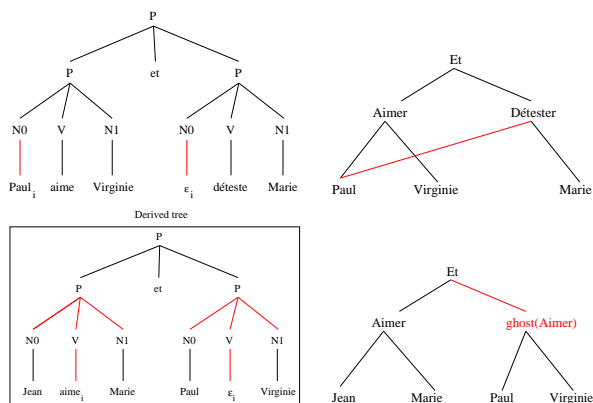 P
P et P
N0 V N1 N0 V N1
Paul i aime Virginie ε i déteste Marie
Derived tree
Et
Aimer Détester
Paul Virginie Marie
P
P et P
N0 V N1 N0 V N1
Jean aime i Marie Paul ε i Virginie
Et
Aimer ghost(Aimer)
Jean Marie Paul Virginie